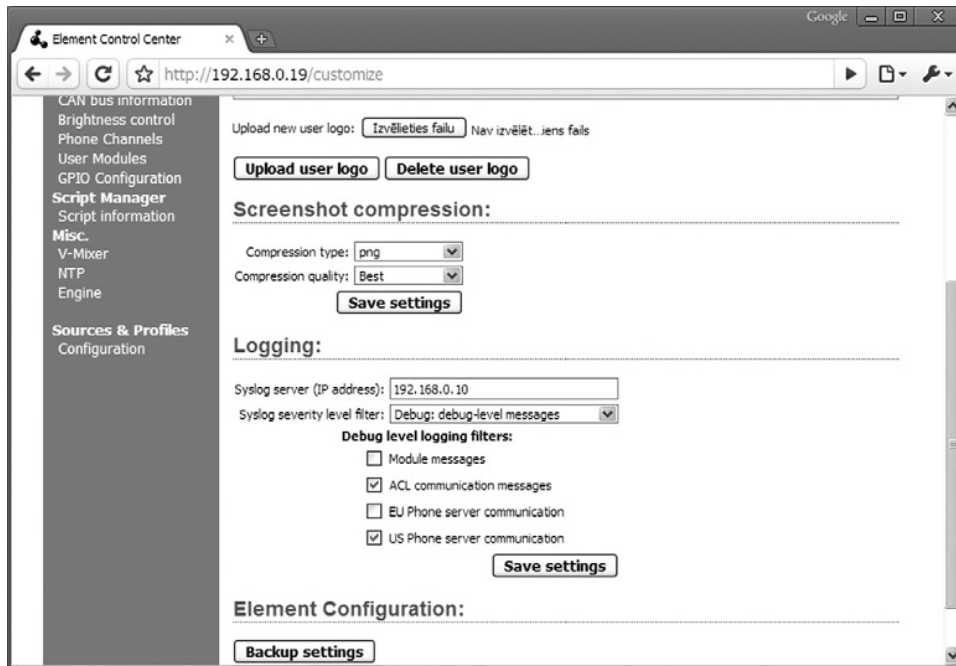 Google
Element Control Center
http://192.168.0.19/customize
CAN bus information
Brightness control
Phone Channels
User Modules
GPIO Configuration
Script Manager
Script information
Misc.
V-Mixer
NTP
Engine
Sources & Profiles
Configuration
Upload new user logo: Izvēlieties failu Nav izvēlēt...iens fails
Upload user logo Delete user logo
Screenshot compression:
Compression type: png
Compression quality: Best
Save settings
Logging:
Syslog server (IP address): 192.168.0.10
Syslog severity level filter: Debug: debug-level messages
Debug level logging filters:
Module messages
ACL communication messages
EU Phone server communication
US Phone server communication
Save settings
Element Configuration:
Backup settings